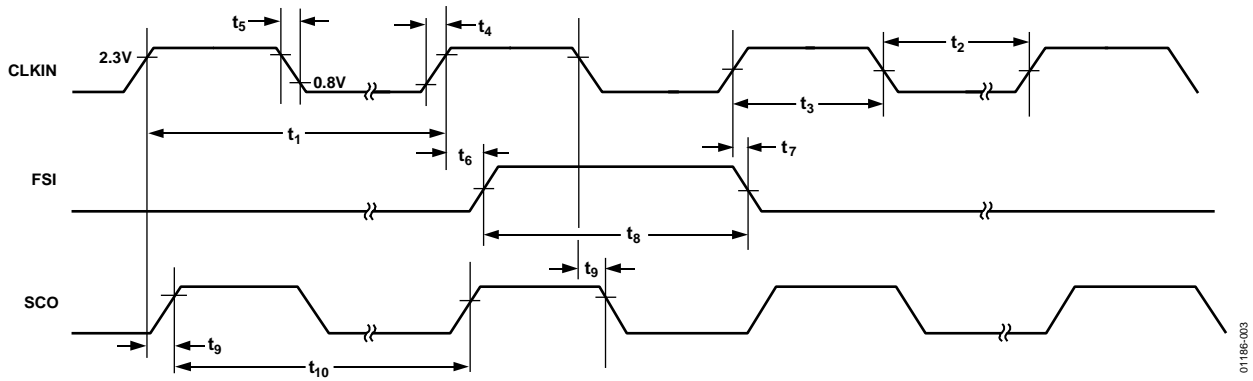 t5
t4
t2
2.3V
CLKIN
0.8V
t3
t1
t6
t7
FSI
t8
t9
SCO
t9
t10
01186-003